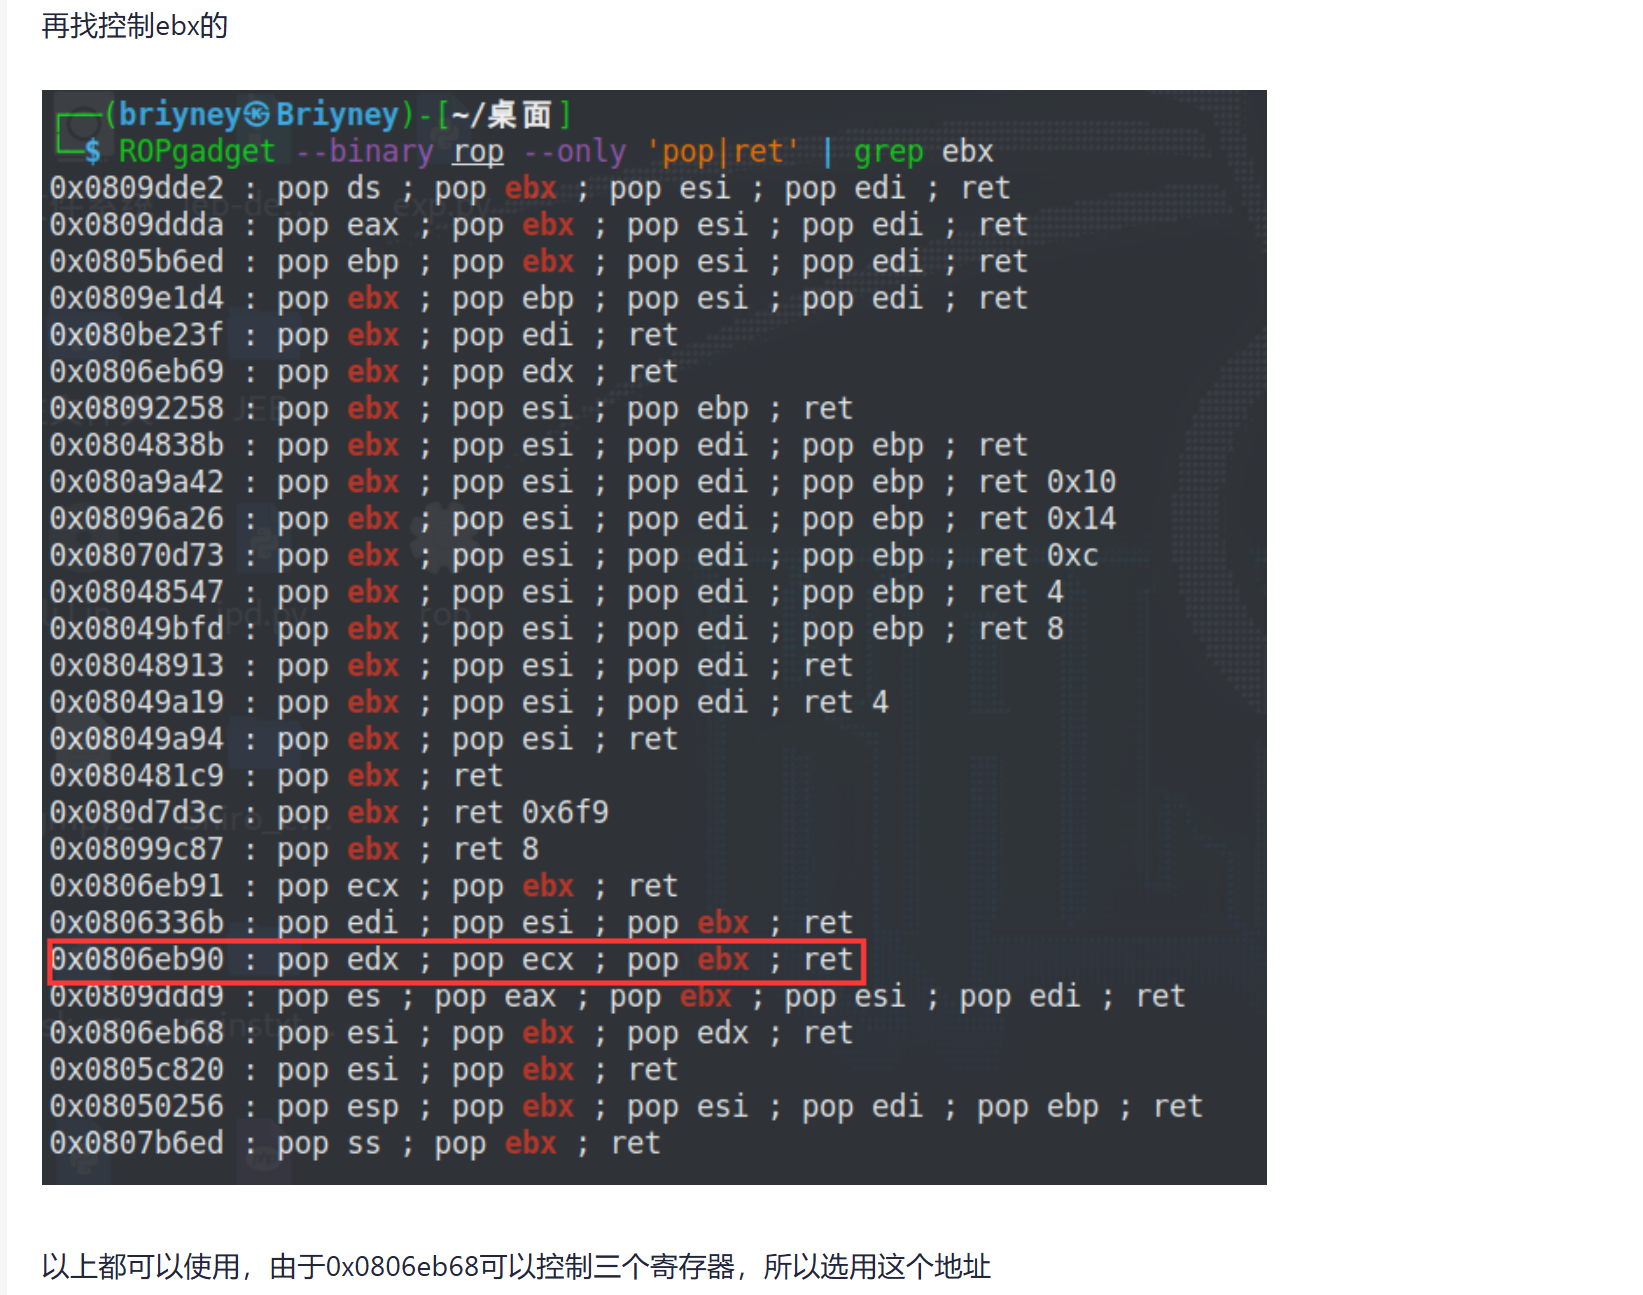 再找控制ebx的
(briyney㉿Briyney)-[~/桌面]
$ ROPgadget --binary rop --only 'pop|ret' | grep ebx
0x0809dde2 : pop ds ; pop ebx ; pop esi ; pop edi ; ret
0x0809ddda : pop eax ; pop ebx ; pop esi ; pop edi ; ret
0x0805b6ed : pop ebp ; pop ebx ; pop esi ; pop edi ; ret
0x0809e1d4 : pop ebx ; pop ebp ; pop esi ; pop edi ; ret
0x080be23f : pop ebx ; pop edi ; ret
0x0806eb69 : pop ebx ; pop edx ; ret
0x08092258 : pop ebx ; pop esi ; pop ebp ; ret
0x0804838b : pop ebx ; pop esi ; pop edi ; pop ebp ; ret
0x080a9a42 : pop ebx ; pop esi ; pop edi ; pop ebp ; ret 0x10
0x08096a26 : pop ebx ; pop esi ; pop edi ; pop ebp ; ret 0x14
0x08070d73 : pop ebx ; pop esi ; pop edi ; pop ebp ; ret 0xc
0x08048547 : pop ebx ; pop esi ; pop edi ; pop ebp ; ret 4
0x08049bfd : pop ebx ; pop esi ; pop edi ; pop ebp ; ret 8
0x08048913 : pop ebx ; pop esi ; pop edi ; ret
0x08049a19 : pop ebx ; pop esi ; pop edi ; ret 4
0x08049a94 : pop ebx ; pop esi ; ret
0x080481c9 : pop ebx ; ret
0x080d7d3c : pop ebx ; ret 0x6f9
0x08099c87 : pop ebx ; ret 8
0x0806eb91 : pop ecx ; pop ebx ; ret
0x0806336b : pop edi ; pop esi ; pop ebx ; ret
0x0806eb90 : pop edx ; pop ecx ; pop ebx ; ret
0x0809ddd9 : pop es ; pop eax ; pop ebx ; pop esi ; pop edi ; ret
0x0806eb68 : pop esi ; pop ebx ; pop edx ; ret
0x0805c820 : pop esi ; pop ebx ; ret
0x08050256 : pop esp ; pop ebx ; pop esi ; pop edi ; pop ebp ; ret
0x0807b6ed : pop ss ; pop ebx ; ret
以上都可以使用，由于0x0806eb68可以控制三个寄存器，所以选用这个地址